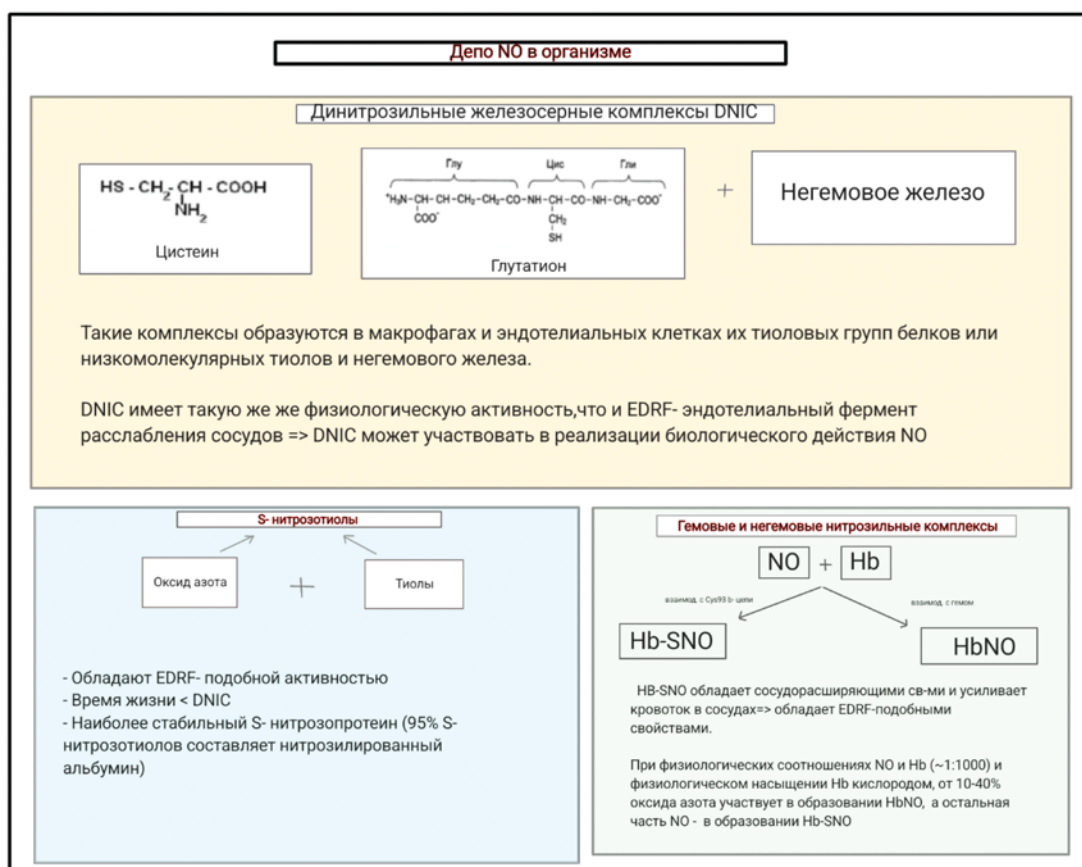 Депо NO в организме
Динитрозильные железосерные комплексы DNIC
HS - CH2-CH - COOH
NH2
Цистеин
Глу
Цис
Гли
⁺H₃N–CH–CH–CH₂–CH₂–CO–NH–CH–CO–NH–CH₂–COO⁻
COO⁻
CH₂
SH
Глутатион
+
Негемовое железо
Такие комплексы образуются в макрофагах и эндотелиальных клетках их тиоловых групп белков или
низкомолекулярных тиолов и негемового железа.
DNIC имеет такую же же физиологическую активность,что и EDRF- эндотелиальный фермент
расслабления сосудов => DNIC может участвовать в реализации биологического действия NO
S- нитрозотиолы
Оксид азота
+
Тиолы
- Обладают EDRF- подобной активностью
- Время жизни < DNIC
- Наиболее стабильный S- нитрозопротеин (95% S-
нитрозотиолов составляет нитрозилированный
альбумин)
Гемовые и негемовые нитрозильные комплексы
NO + Hb
взаимод. с Cys93 b- цепи
взаимод. с гемом
Hb-SNO
HbNO
HB-SNO обладает сосудорасширяющими св-ми и усиливает
кровоток в сосудах=> обладает EDRF-подобными
свойствами.
При физиологических соотношениях NO и Hb (~1:1000) и
физиологическом насыщении Hb кислородом, от 10-40%
оксида азота участвует в образовании HbNO, а остальная
часть NO - в образовании Hb-SNO